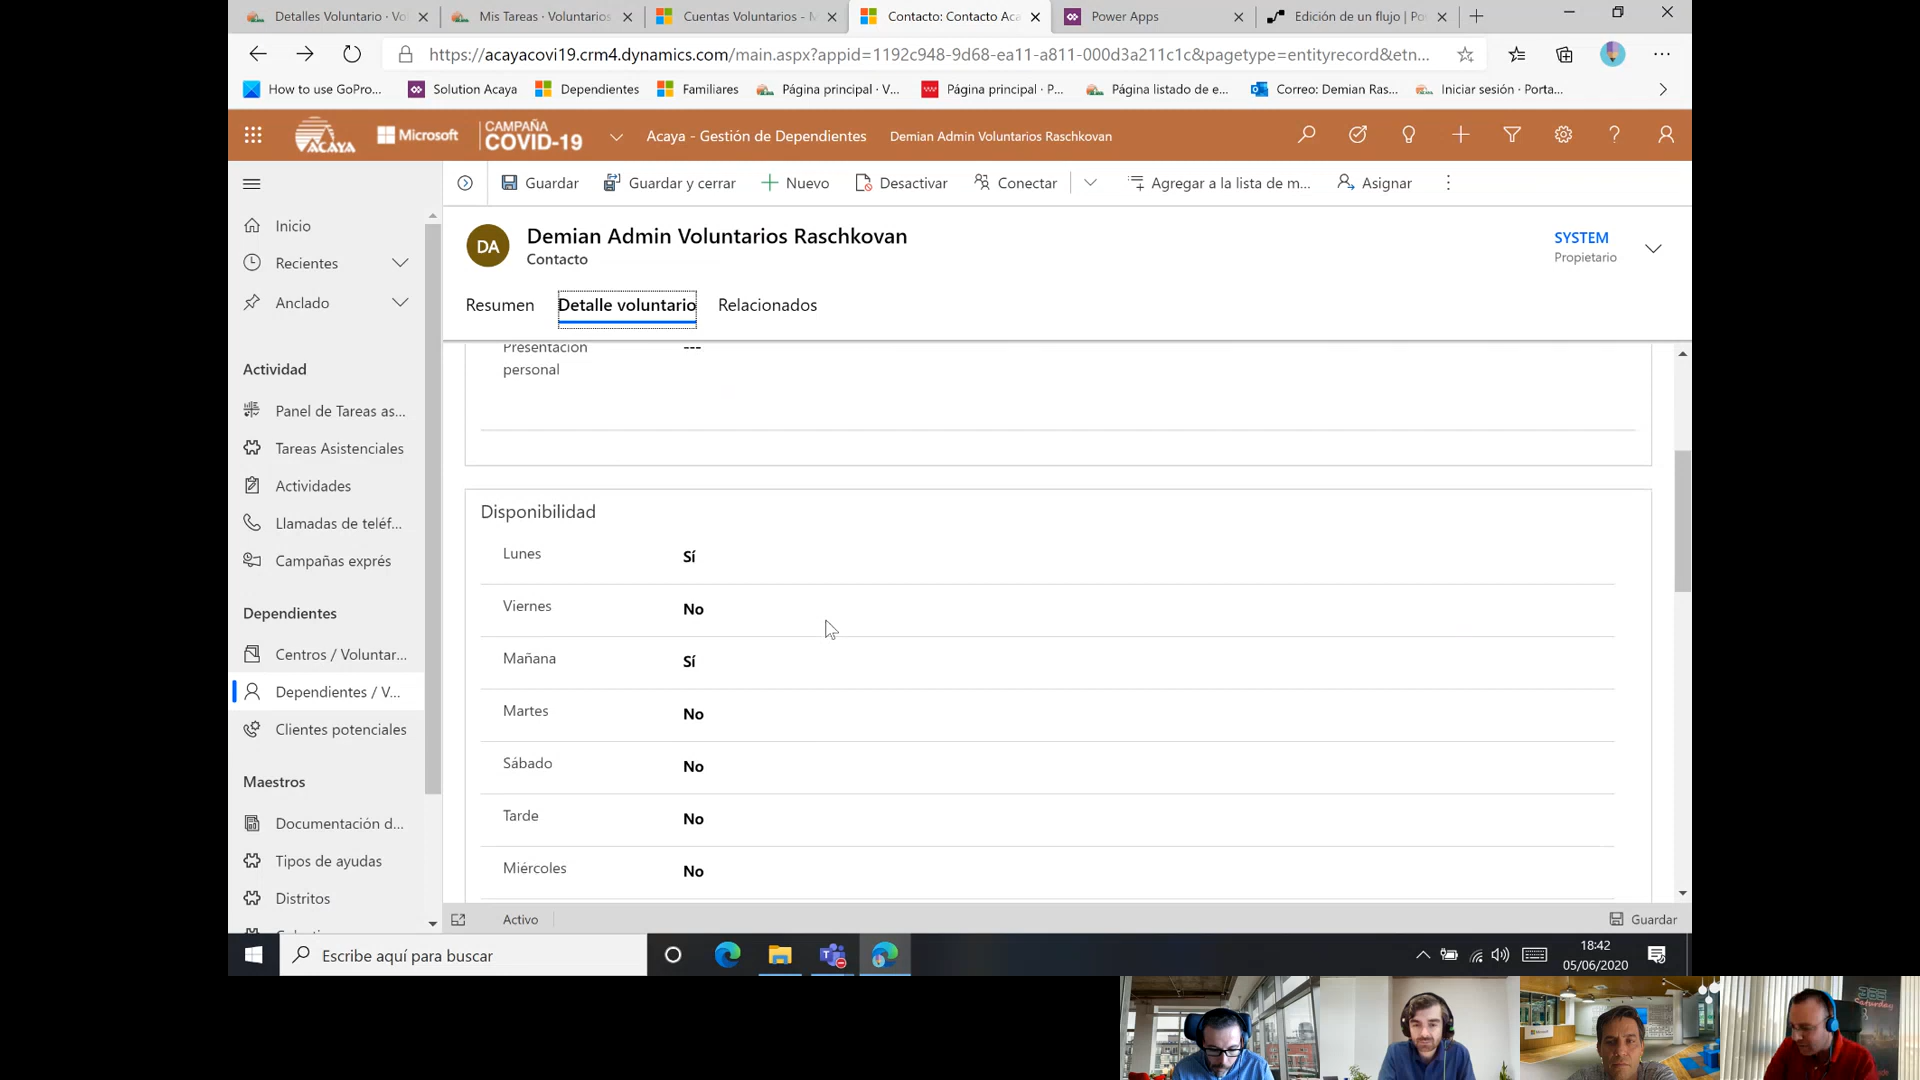 Detalles Voluntario · Vo
Mis Tareas · Voluntarios
Cuentas Voluntarios - M
Contacto: Contacto Aca
Power Apps
Edición de un flujo | Po
https://acayacovi19.crm4.dynamics.com/main.aspx?appid=1192c948-9d68-ea11-a811-000d3a211c1c&pagetype=entityrecord&etn...
How to use GoPro...
Solution Acaya
Dependientes
Familiares
Página principal · V...
Página principal · P...
Página listado de e...
Correo: Demian Ras...
Iniciar sesión · Porta...
ACAYA
Microsoft
CAMPAÑA
COVID-19
Acaya - Gestión de Dependientes
Demian Admin Voluntarios Raschkovan
Guardar
Guardar y cerrar
Nuevo
Desactivar
Conectar
Agregar a la lista de m...
Asignar
Inicio
Recientes
Anclado
Actividad
Panel de Tareas as...
Tareas Asistenciales
Actividades
Llamadas de teléf...
Campañas exprés
Dependientes
Centros / Voluntar...
Dependientes / V...
Clientes potenciales
Maestros
Documentación d...
Tipos de ayudas
Distritos
DA
Demian Admin Voluntarios Raschkovan
Contacto
SYSTEM
Propietario
Resumen
Detalle voluntario
Relacionados
Presentación
personal
---
Disponibilidad
Lunes Sí
Viernes No
Mañana Sí
Martes No
Sábado No
Tarde No
Miércoles No
Activo
Guardar
Escribe aquí para buscar
18:42
05/06/2020
Saturday